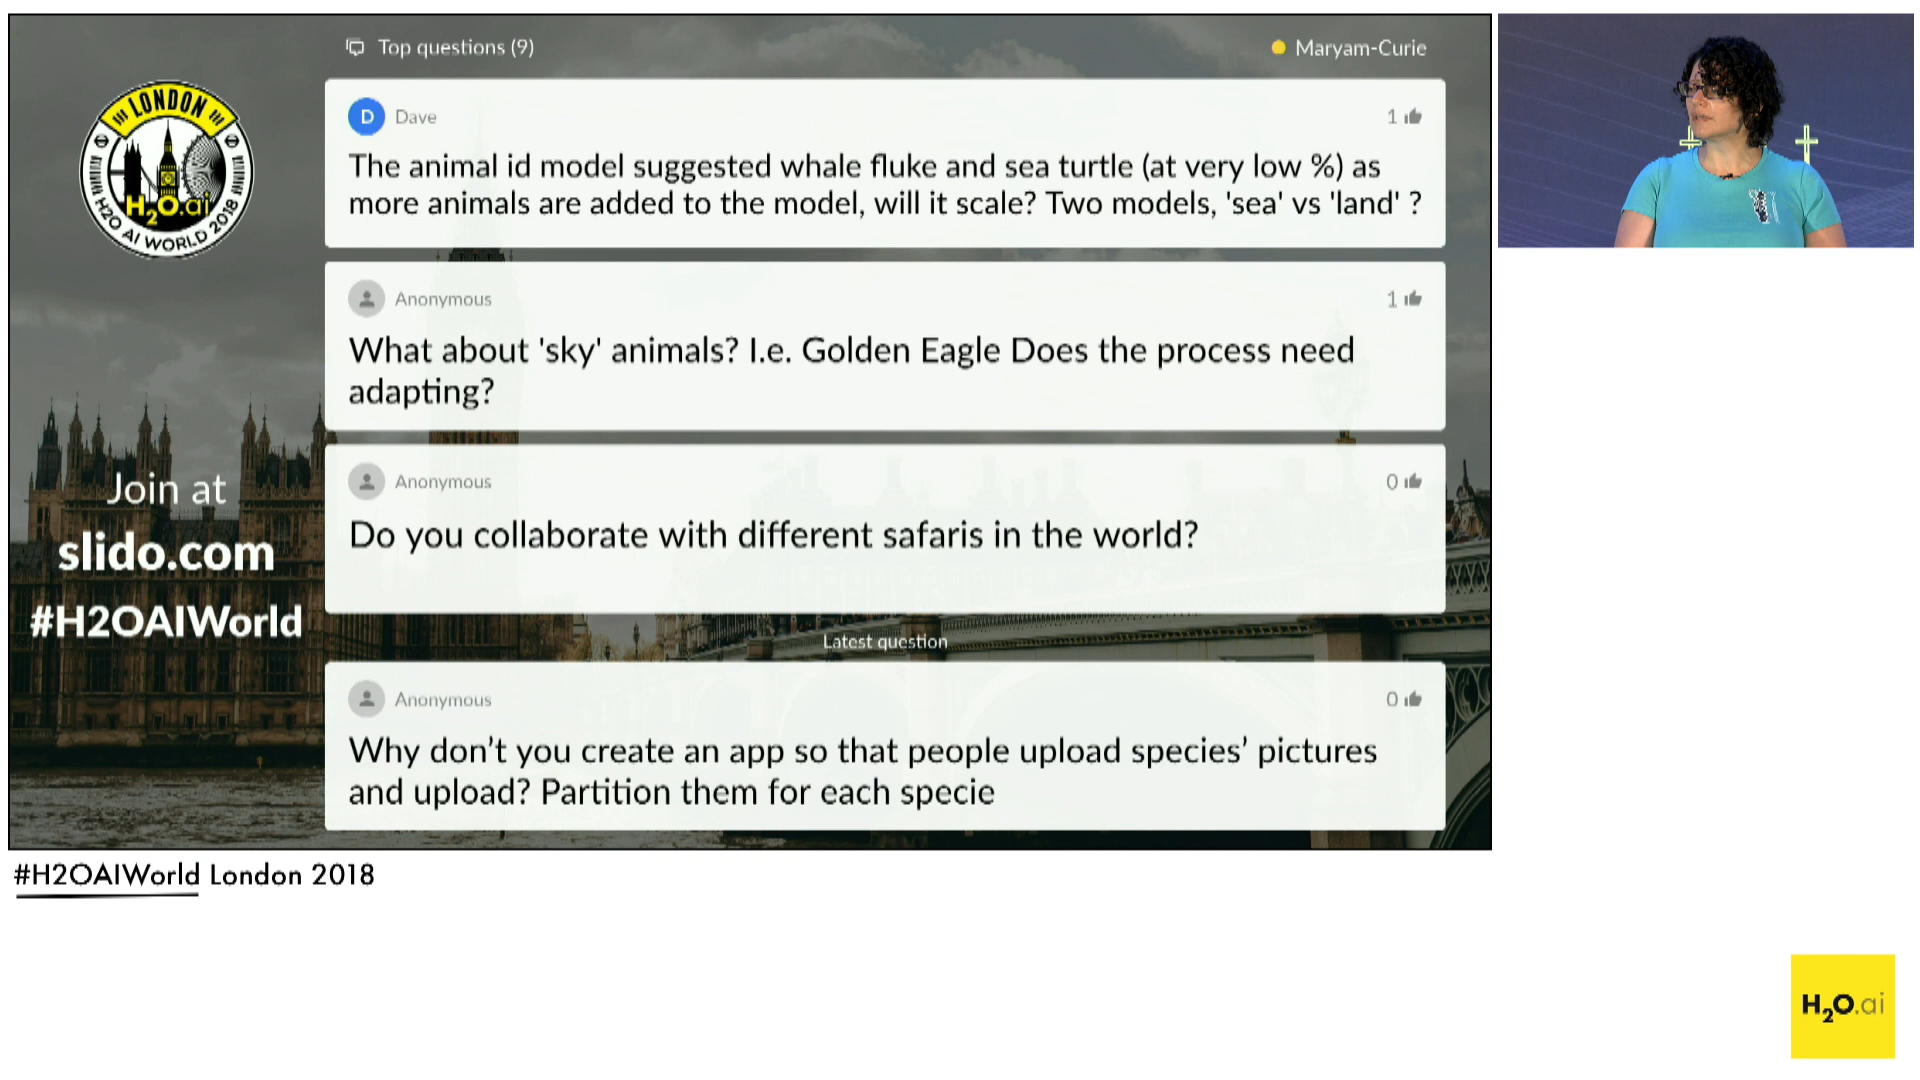 Top questions (9)
Maryam-Curie
LONDON
H2O.ai
H2O AI WORLD 2018
D
Dave
1
The animal id model suggested whale fluke and sea turtle (at very low %) as
more animals are added to the model, will it scale? Two models, 'sea' vs 'land' ?
Anonymous
1
What about 'sky' animals? I.e. Golden Eagle Does the process need
adapting?
Anonymous
0
Do you collaborate with different safaris in the world?
Join at
slido.com
#H2OAIWorld
Latest question
Anonymous
0
Why don’t you create an app so that people upload species’ pictures
and upload? Partition them for each specie
#H2OAIWorld London 2018
H2O.ai